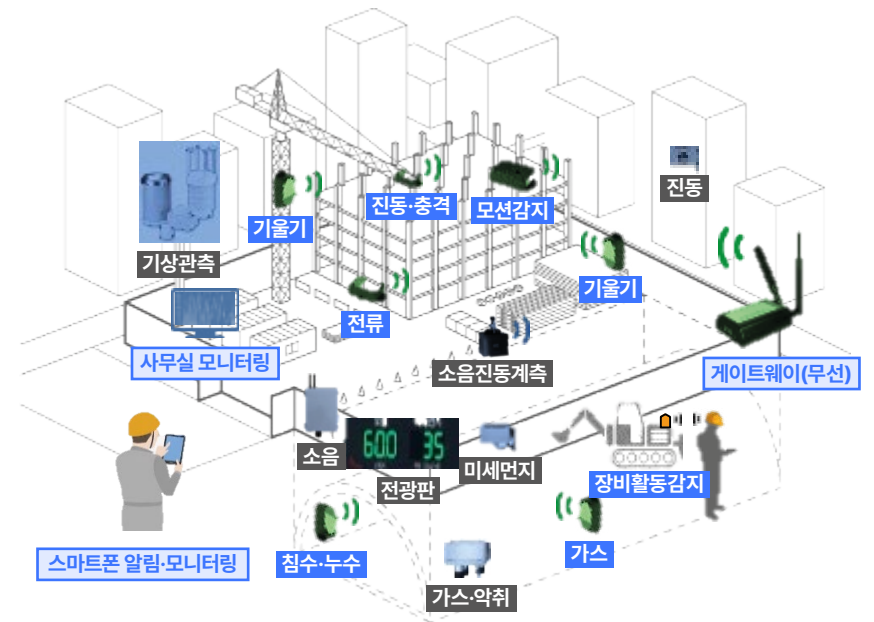 진동
진동·충격
모션감지
기울기
기상관측
기울기
전류
사무실 모니터링
소음진동계측
게이트웨이(무선)
소음
60.0 35
미세먼지
전광판
장비활동감지
스마트폰 알림·모니터링
침수·누수
가스
가스·악취